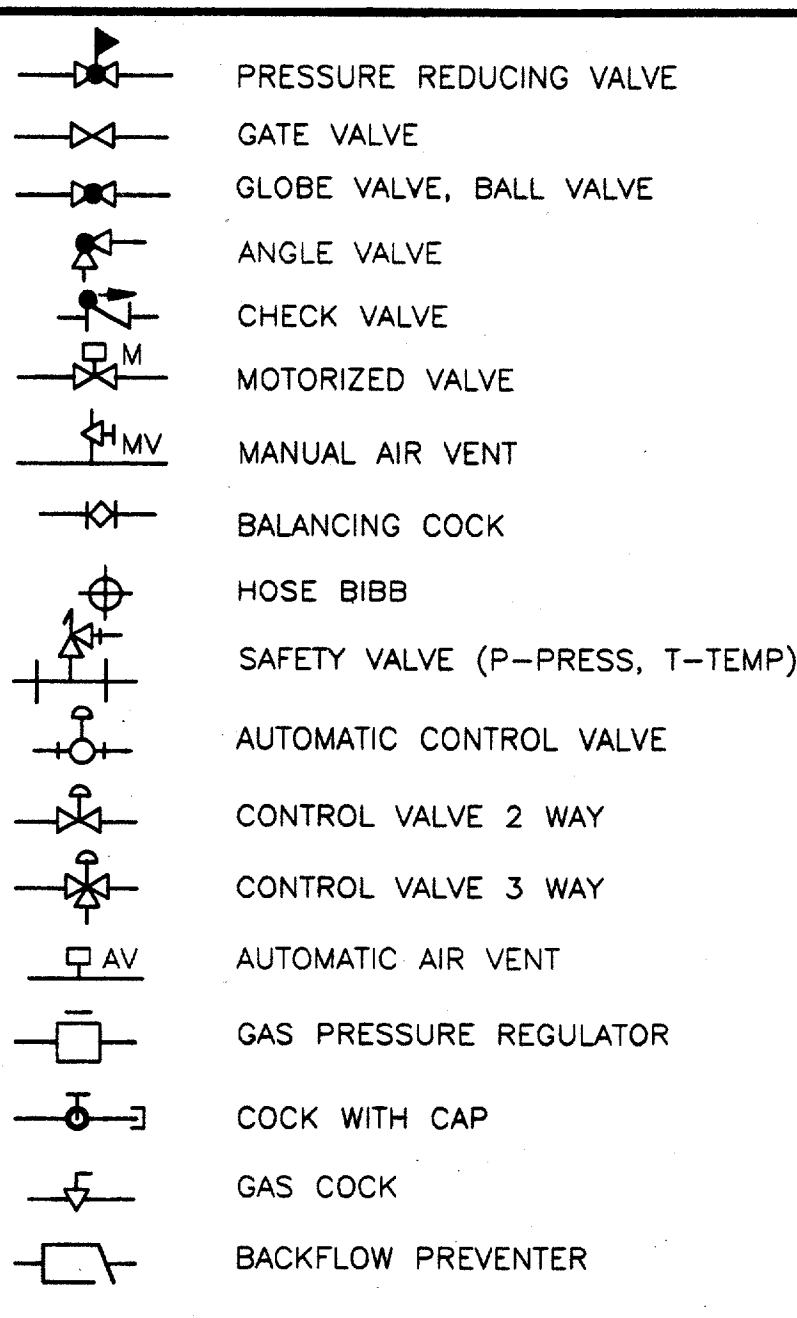 PRESSURE REDUCING VALVE
GATE VALVE
GLOBE VALVE, BALL VALVE
ANGLE VALVE
CHECK VALVE
M MOTORIZED VALVE
MV MANUAL AIR VENT
BALANCING COCK
HOSE BIBB
SAFETY VALVE (P-PRESS, T-TEMP)
AUTOMATIC CONTROL VALVE
CONTROL VALVE 2 WAY
CONTROL VALVE 3 WAY
AV AUTOMATIC AIR VENT
GAS PRESSURE REGULATOR
COCK WITH CAP
GAS COCK
BACKFLOW PREVENTER